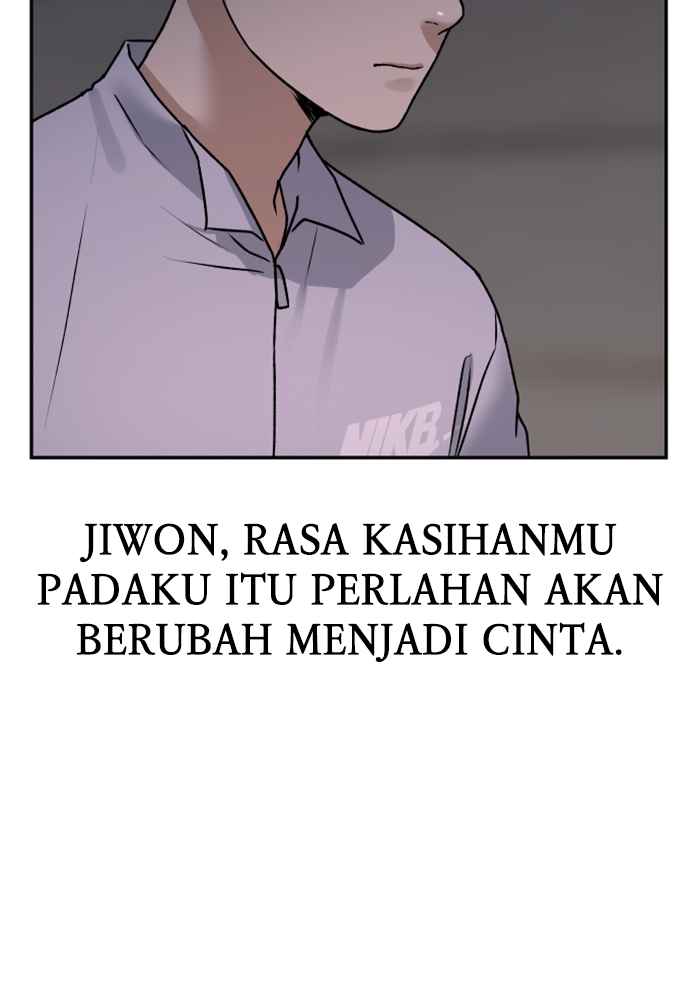 NIKB.
JIWON, RASA KASIHANMU
PADAKU ITU PERLAHAN AKAN
BERUBAH MENJADI CINTA.